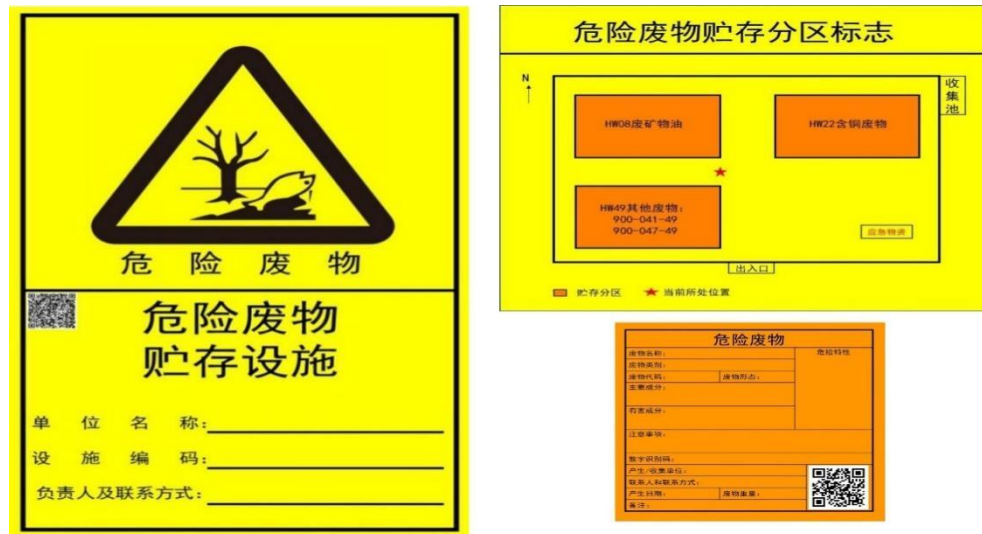 危险废物
危险废物
贮存设施
单位名称:
设施编码:
负责人及联系方式:
危险废物贮存分区标志
N
收集池
HW08废矿物油
HW22含铜废物
HW49其他废物:
900-041-49
900-047-49
应急物资
出入口
贮存分区 ★ 当前所处位置
危险废物
废物名称: 危险特性
废物类别:
废物代码: 废物形态:
主要成分:
有害成分:
注意事项:
数字识别码:
产生/收集单位:
联系人和联系方式:
产生日期: 废物重量:
备注: